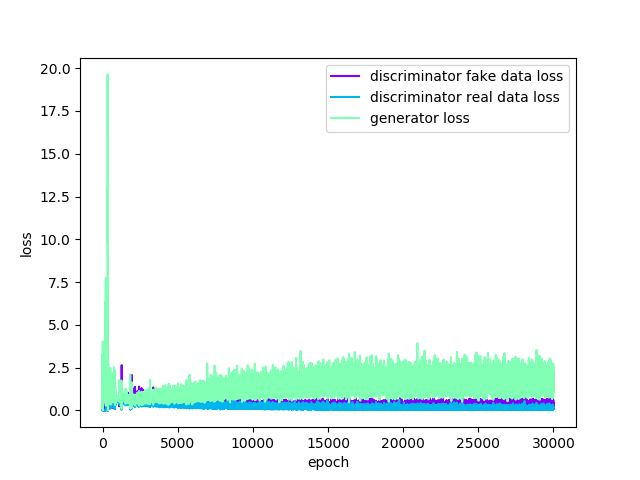 20.0
17.5
15.0
12.5
10.0
7.5
5.0
2.5
0.0
loss
discriminator fake data loss
discriminator real data loss
generator loss
0 5000 10000 15000 20000 25000 30000
epoch